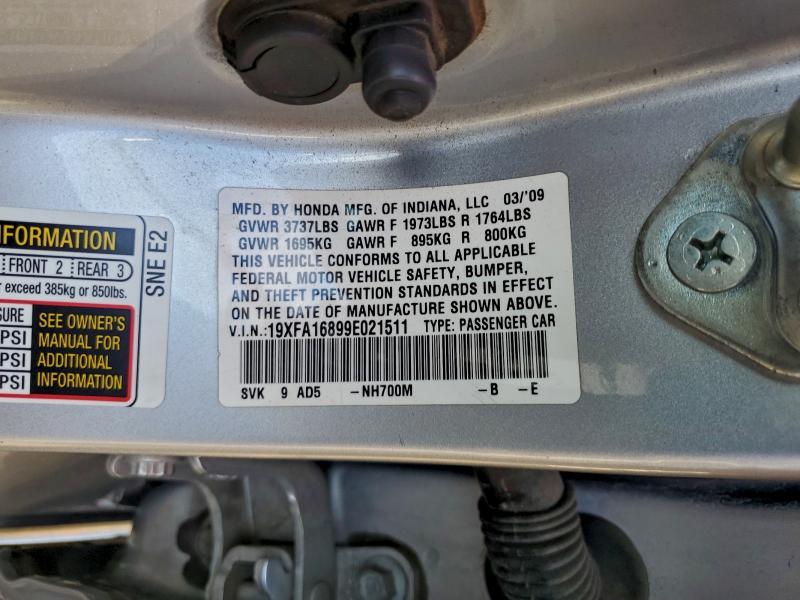 MFD. BY HONDA MFG. OF INDIANA, LLC 03/'09
GVWR 3737LBS GAWR F 1973LBS R 1764LBS
GVWR 1695KG GAWR F 895KG R 800KG
THIS VEHICLE CONFORMS TO ALL APPLICABLE
FEDERAL MOTOR VEHICLE SAFETY, BUMPER,
AND THEFT PREVENTION STANDARDS IN EFFECT
ON THE DATE OF MANUFACTURE SHOWN ABOVE.
V.I.N.:19XFA16899E021511 TYPE: PASSENGER CAR
SVK 9 AD5 -NH700M -B -E
FORMATION
FRONT 2 REAR 3
exceed 385kg or 850lbs.
SEE OWNER'S
PSI MANUAL FOR
PSI ADDITIONAL
PSI INFORMATION
SNE E2